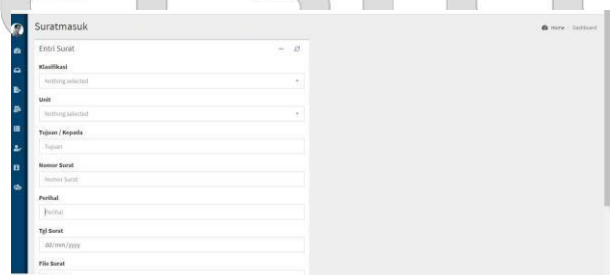 Suratmasuk
Home Dashboard
Entri Surat
Klasifikasi
Nothing selected
Unit
Nothing selected
Tujuan / Kepada
Tujuan
Nomor Surat
Nomor Surat
Perihal
Perihal
Tgl Surat
dd/mm/yyyy
File Surat